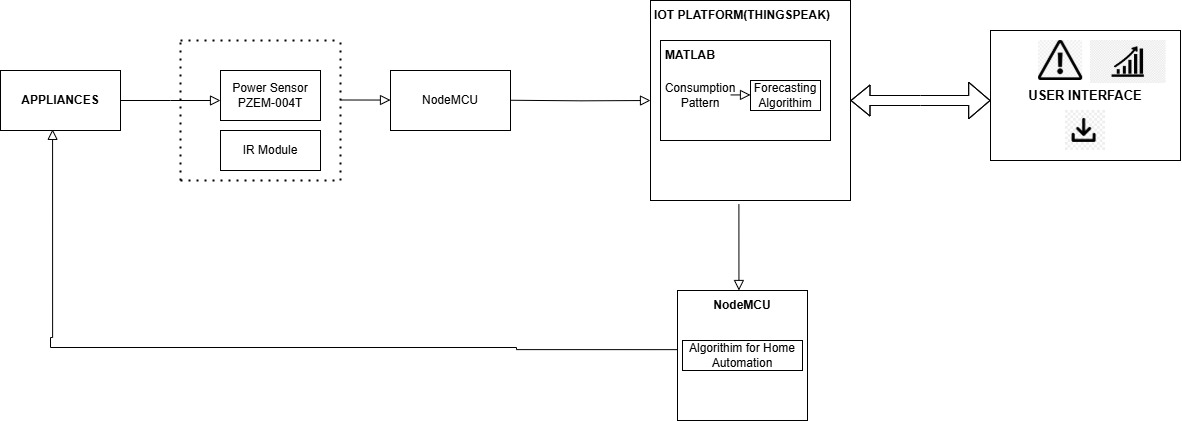 APPLIANCES
Power Sensor
PZEM-004T
IR Module
NodeMCU
IOT PLATFORM(THINGSPEAK)
MATLAB
Consumption
Pattern
Forecasting
Algorithim
USER INTERFACE
NodeMCU
Algorithim for Home
Automation